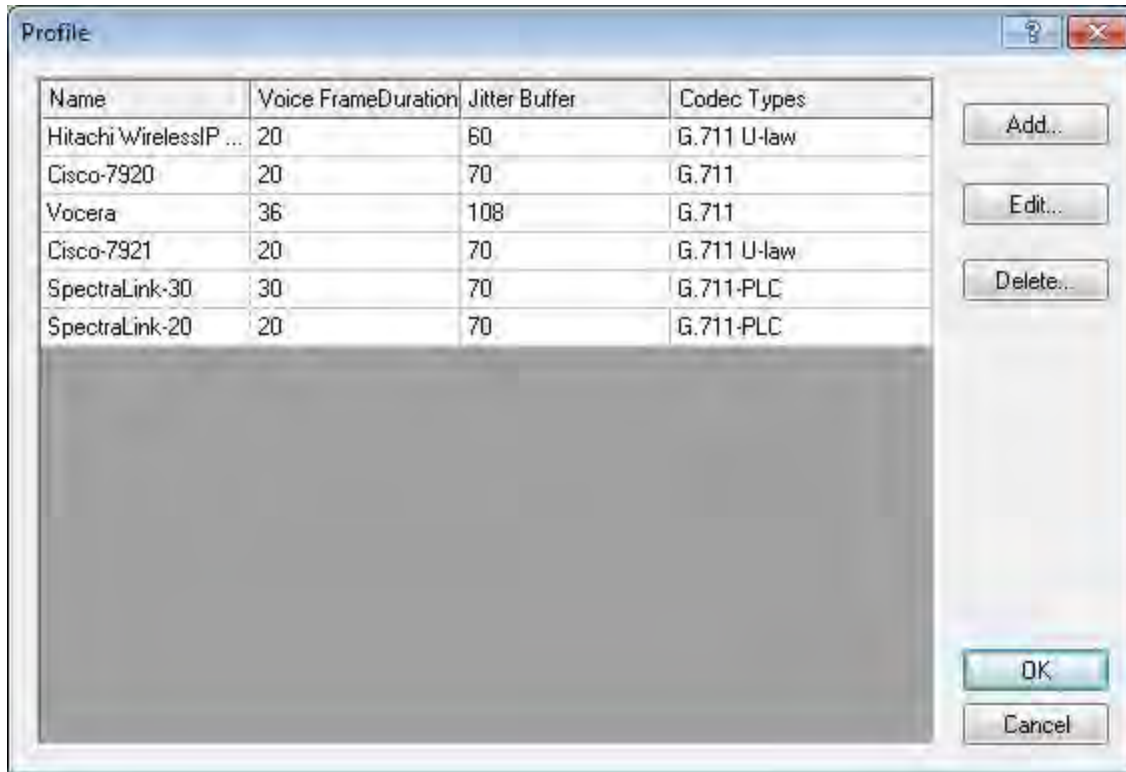 Profile
Name Voice FrameDuration Jitter Buffer Codec Types
Hitachi WirelessIP ... 20 60 G.711 U-law
Cisco-7920 20 70 G.711
Vocera 36 108 G.711
Cisco-7921 20 70 G.711 U-law
SpectraLink-30 30 70 G.711-PLC
SpectraLink-20 20 70 G.711-PLC
Add...
Edit...
Delete...
OK
Cancel